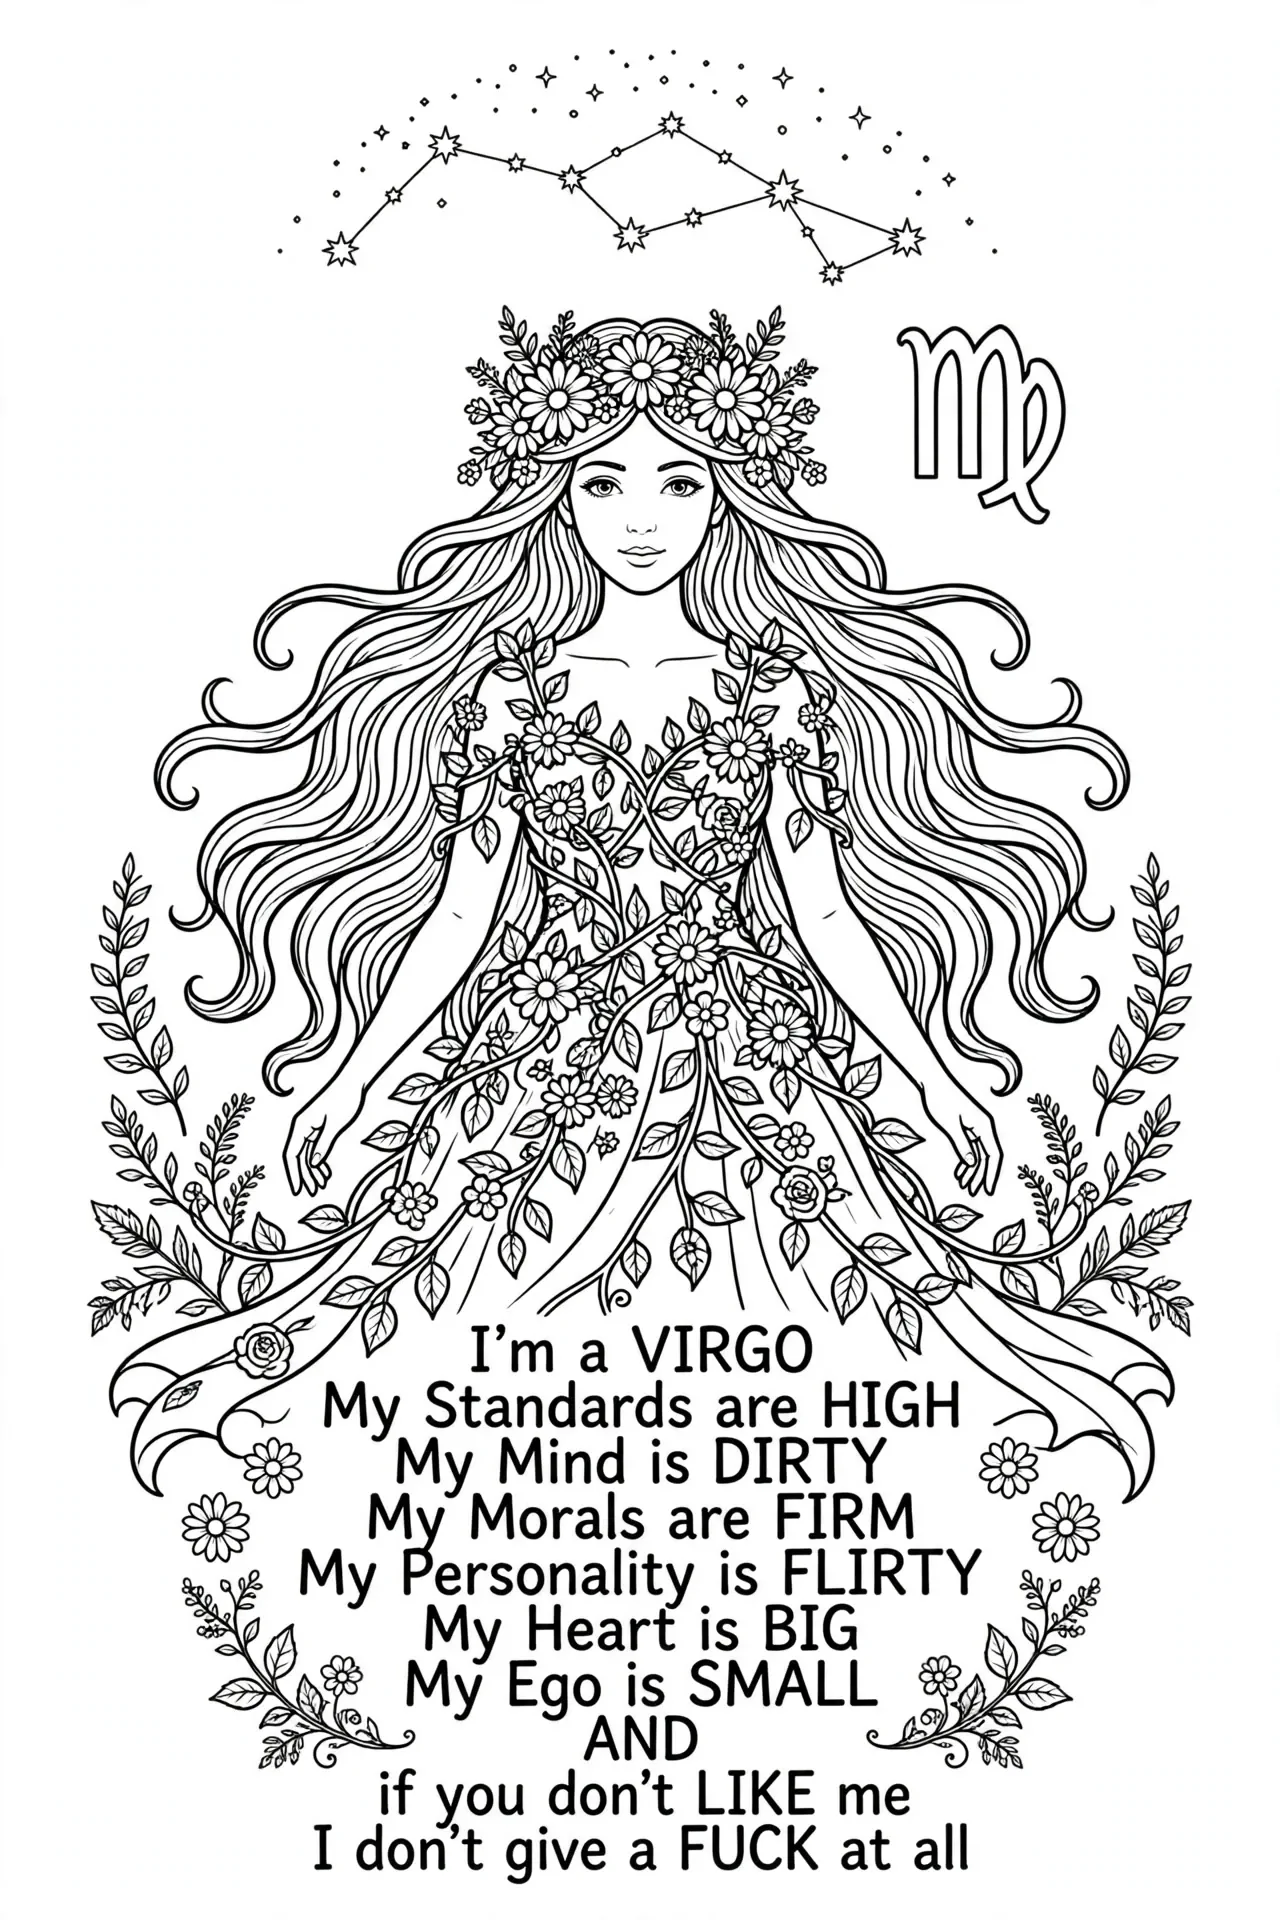 I'm a VIRGO
My Standards are HIGH
My Mind is DIRTY
My Morals are FIRM
My Personality is FLIRTY
My Heart is BIG
My Ego is SMALL
AND
if you don't LIKE me
I don't give a FUCK at all